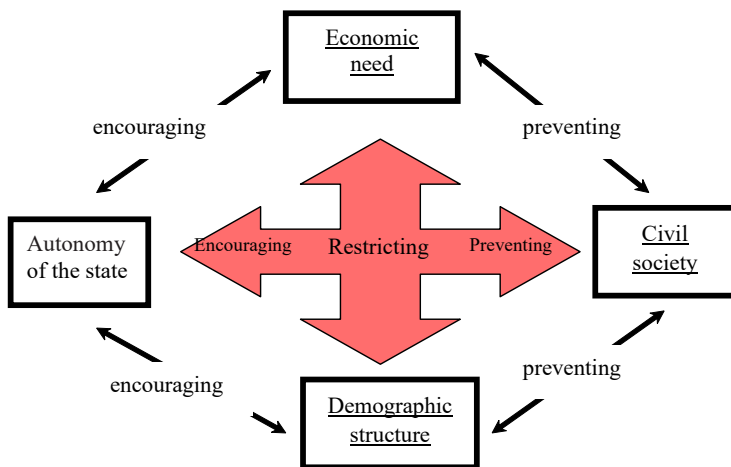 Economic
need
encouraging
preventing
Autonomy
of the state
Encouraging
Restricting
Preventing
Civil
society
encouraging
preventing
Demographic
structure